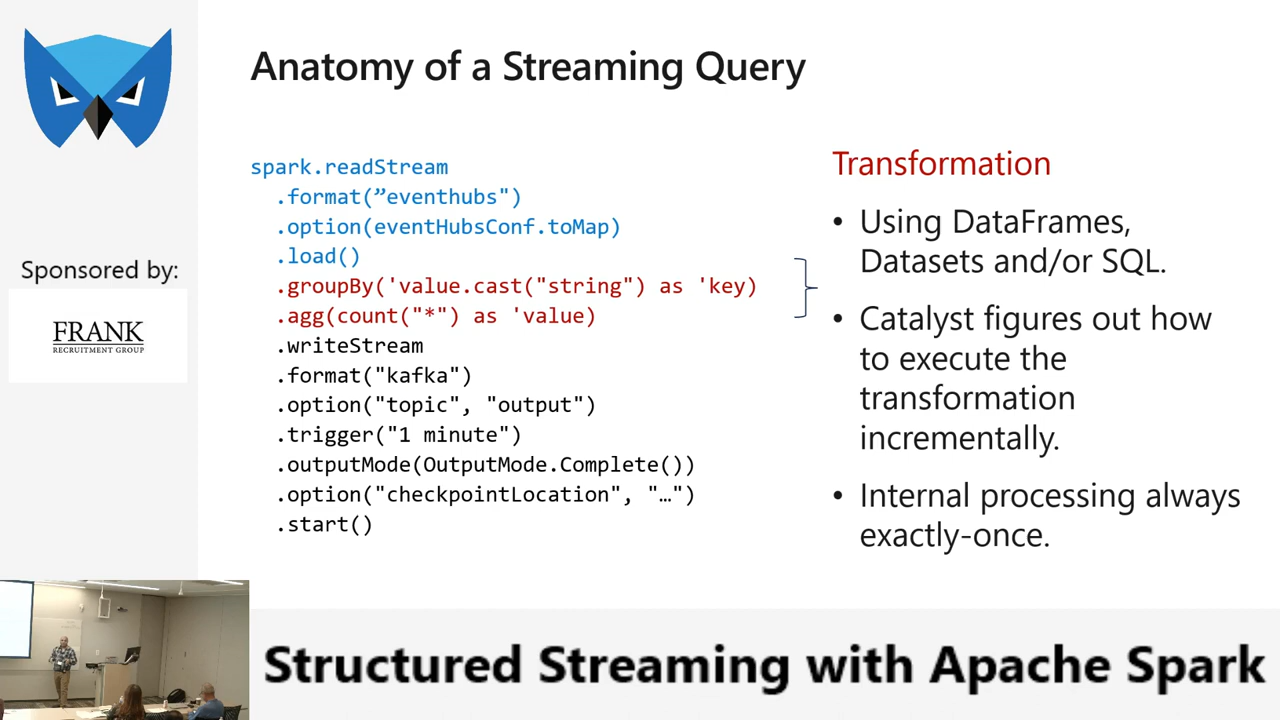 Anatomy of a Streaming Query
Sponsored by:
FRANK
RECRUITMENT GROUP
spark.readStream
.format(”eventhubs")
.option(eventHubsConf.toMap)
.load()
.groupBy('value.cast("string") as 'key)
.agg(count("*") as 'value)
.writeStream
.format("kafka")
.option("topic", "output")
.trigger("1 minute")
.outputMode(OutputMode.Complete())
.option("checkpointLocation", "…")
.start()
Transformation
• Using DataFrames,
Datasets and/or SQL.
• Catalyst figures out how
to execute the
transformation
incrementally.
• Internal processing always
exactly-once.
Structured Streaming with Apache Spark